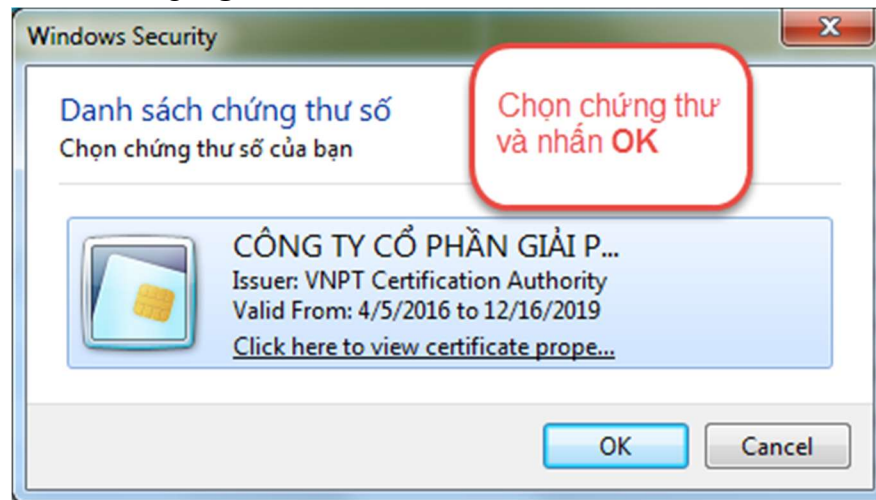 Windows Security
Danh sách chứng thư số
Chọn chứng thư số của bạn
Chọn chứng thư
và nhấn OK
CÔNG TY CỔ PHẦN GIẢI P...
Issuer: VNPT Certification Authority
Valid From: 4/5/2016 to 12/16/2019
Click here to view certificate prope...
OK
Cancel